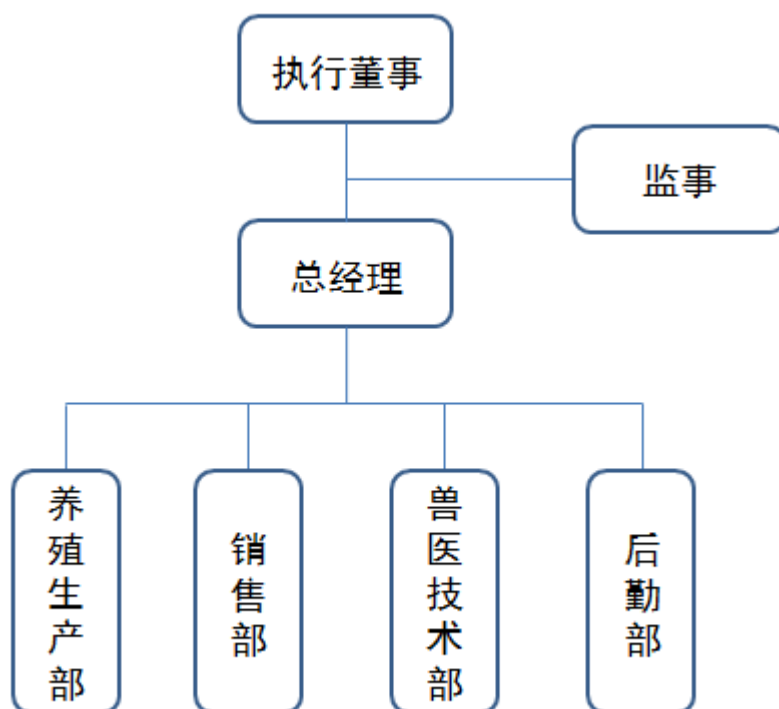 执行董事
监事
总经理
养殖生产部
销售部
兽医技术部
后勤部